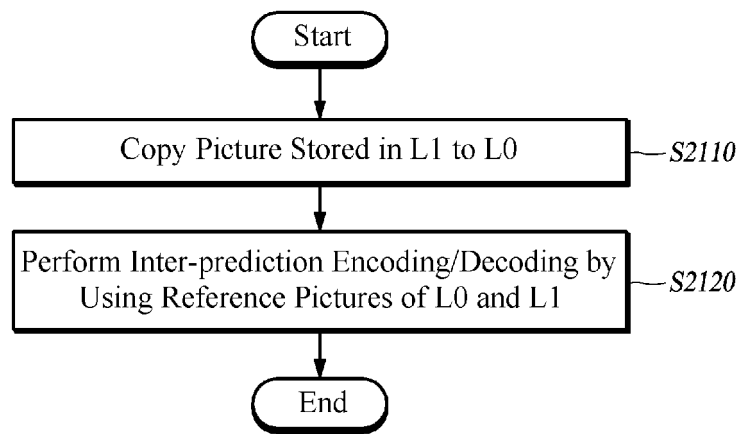 Start
Copy Picture Stored in L1 to L0
S2110
Perform Inter-prediction Encoding/Decoding by
Using Reference Pictures of L0 and L1
S2120
End